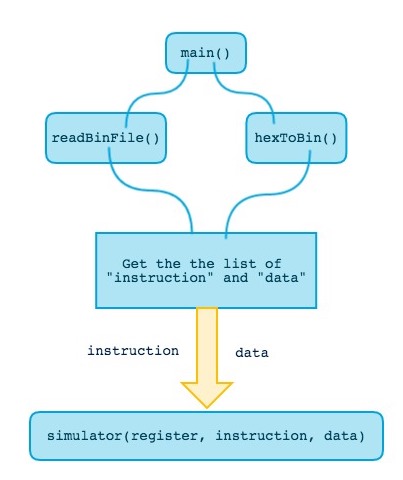 main()
readBinFile()
hexToBin()
Get the the list of
"instruction" and "data"
instruction
data
simulator(register, instruction, data)